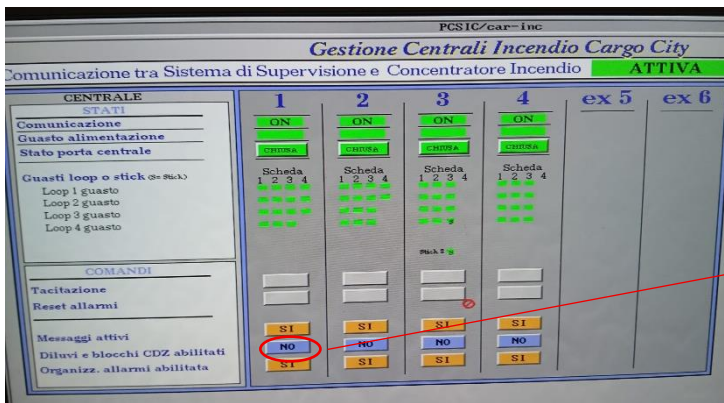 PCSIC/car-inc
Gestione Centrali Incendio Cargo City
Comunicazione tra Sistema di Supervisione e Concentratore Incendio ATTIVA
CENTRALE 1 2 3 4 ex 5 ex 6
STATI
Comunicazione ON ON ON ON
Guasto alimentazione
Stato porta centrale CHIUSA CHIUSA CHIUSA CHIUSA
Guasti loop o stick (S= Stick) Scheda Scheda Scheda Scheda
1 2 3 4 1 2 3 4 1 2 3 4 1 2 3 4
Loop 1 guasto
Loop 2 guasto
Loop 3 guasto
Loop 4 guasto
Stick
COMANDI
Tacitazione
Reset allarmi
Messaggi attivi SI SI SI SI
Diluvi e blocchi CDZ abilitati NO NO NO NO
Organizz. allarmi abilitata SI SI SI SI